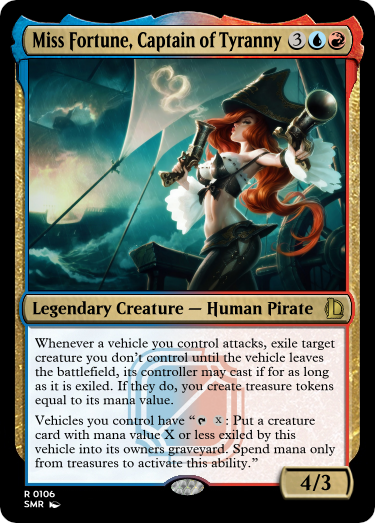 Miss Fortune, Captain of Tyranny 3
Legendary Creature — Human Pirate
Whenever a vehicle you control attacks, exile target
creature you don't control until the vehicle leaves
the battlefield, its controller may cast if for as long
as it is exiled. If they do, you create treasure tokens
equal to its mana value.
Vehicles you control have “ X : Put a creature
card with mana value X or less exiled by this
vehicle into its owners graveyard. Spend mana only
from treasures to activate this ability.”
4/3
R 0106
SMR